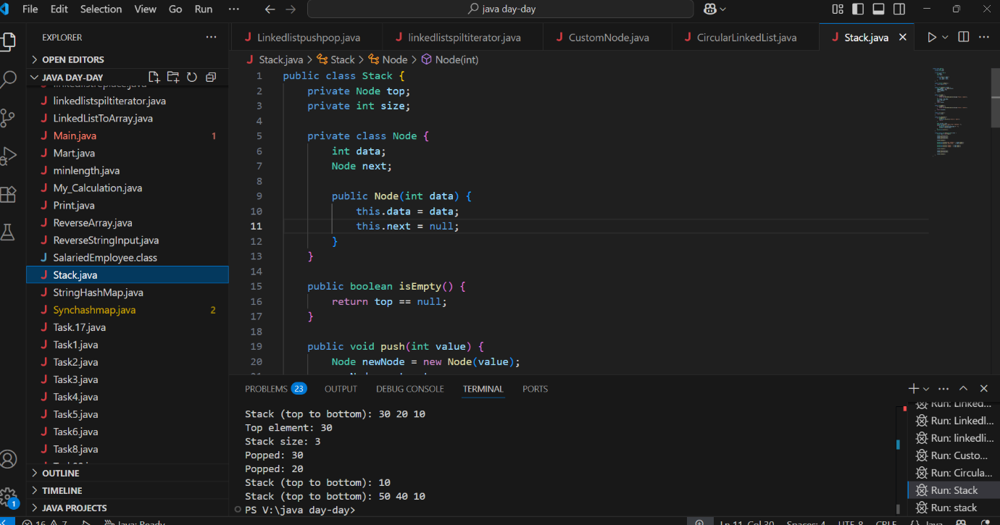 File Edit Selection View Go Run ··· java day-day
EXPLORER ···
OPEN EDITORS
JAVA DAY-DAY
linkedlistreplace.java
linkedlistspiltiterator.java
LinkedListToArray.java
Main.java 1
Mart.java
minlength.java
My_Calculation.java
Print.java
ReverseArray.java
ReverseStringInput.java
SalariedEmployee.class
Stack.java
StringHashMap.java
Synchashmap.java 2
Task.17.java
Task1.java
Task2.java
Task3.java
Task4.java
Task5.java
Task6.java
Task8.java
OUTLINE
TIMELINE
JAVA PROJECTS
1
Linkedlistpushpop.java linkedlistspiltiterator.java CustomNode.java CircularLinkedList.java Stack.java
Stack.java > Stack > Node > Node(int)
1 public class Stack {
2 private Node top;
3 private int size;
4
5 private class Node {
6 int data;
7 Node next;
8
9 public Node(int data) {
10 this.data = data;
11 this.next = null;
12 }
13 }
14
15 public boolean isEmpty() {
16 return top == null;
17 }
18
19 public void push(int value) {
20 Node newNode = new Node(value);
PROBLEMS 23 OUTPUT DEBUG CONSOLE TERMINAL PORTS
Stack (top to bottom): 30 20 10
Top element: 30
Stack size: 3
Popped: 30
Popped: 20
Stack (top to bottom): 10
Stack (top to bottom): 50 40 10
PS V:\java day-day>
Run: Linked...
Run: Linkedl...
Run: linkedli...
Run: Custo...
Run: Circula...
Run: Stack
Run: stack
16 7 Java: Ready Ln 11, Col 30 Spaces: 4 UTF-8 CRLF {} Java